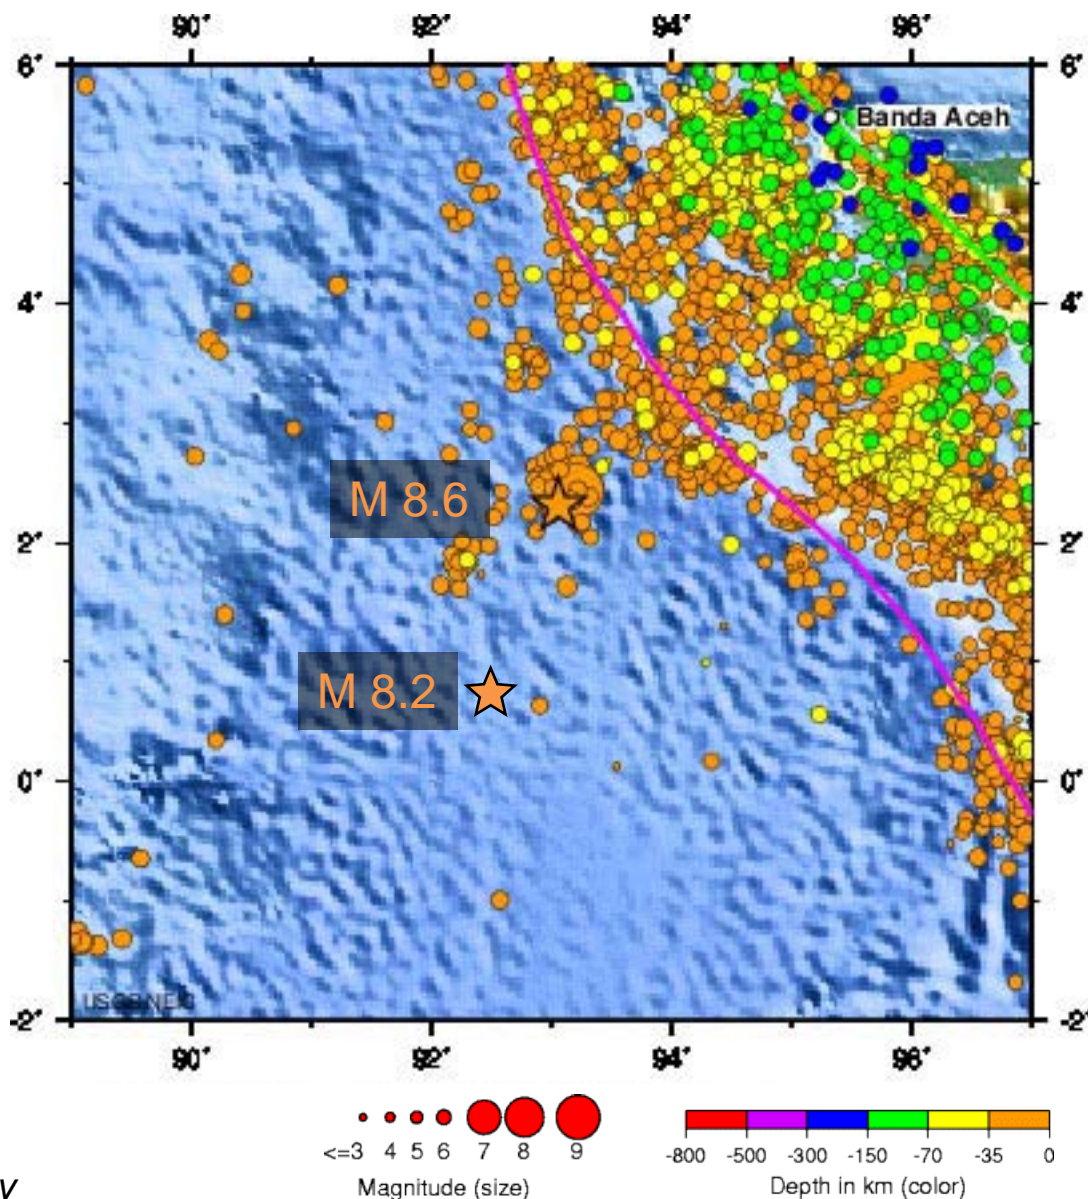 90° 92° 94° 96°
6° 6°
Banda Aceh
4° 4°
M 8.6
2° 2°
M 8.2
0° 0°
USGS NEIC
-2° -2°
90° 92° 94° 96°
<=3 4 5 6 7 8 9
Magnitude (size)
-800 -500 -300 -150 -70 -35 0
Depth in km (color)
v